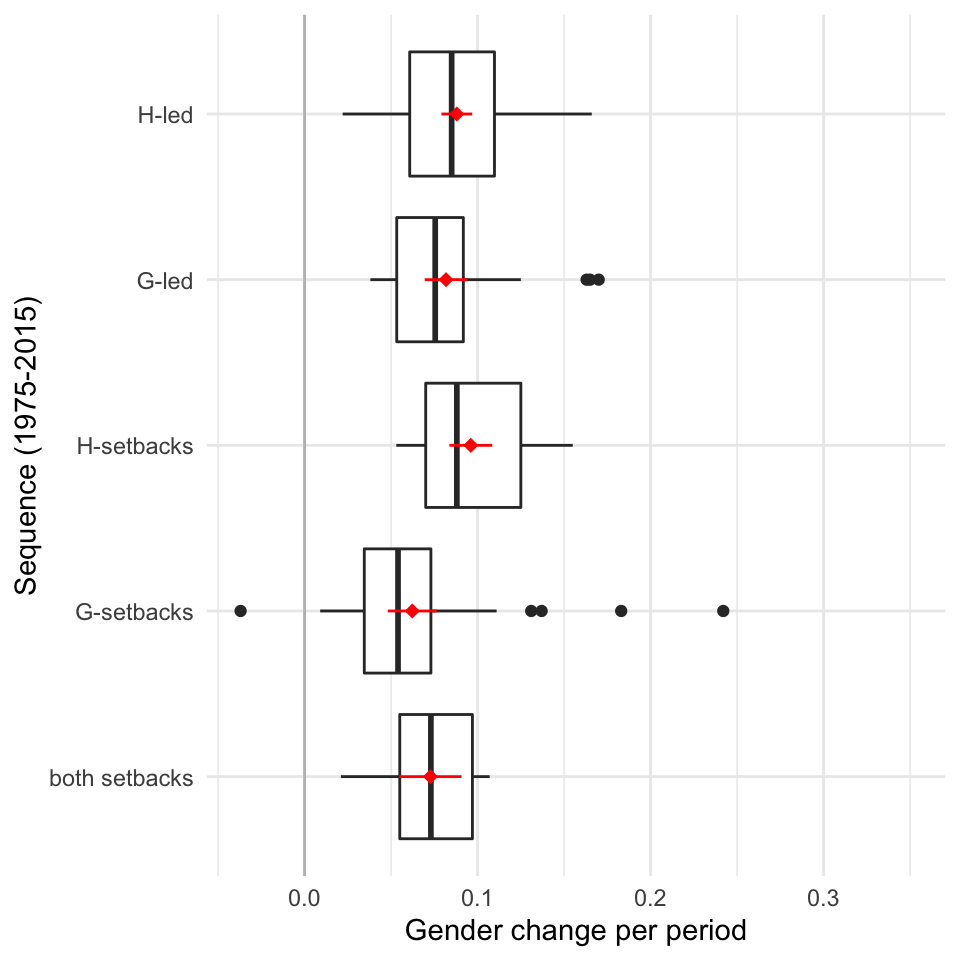 Sequence (1975-2015)
H-led
G-led
H-setbacks
G-setbacks
both setbacks
0.0 0.1 0.2 0.3
Gender change per period